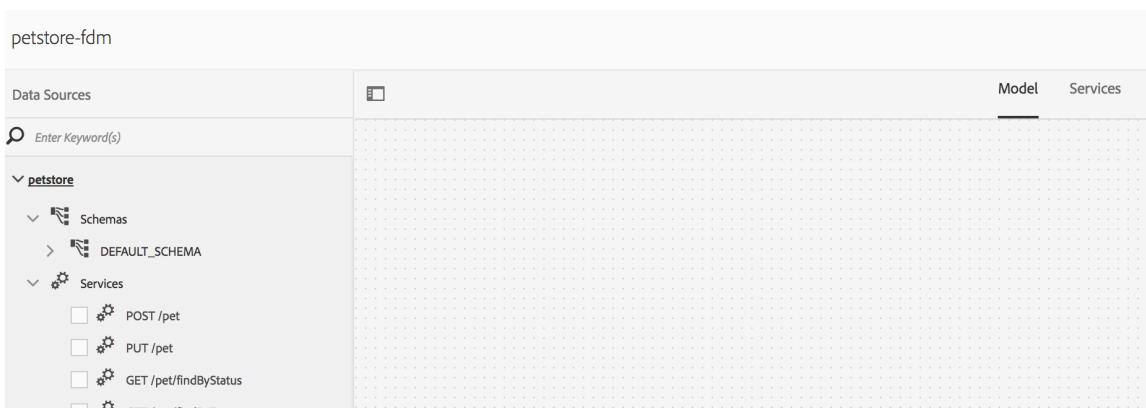 petstore-fdm
Data Sources
Model Services
Enter Keyword(s)
petstore
Schemas
DEFAULT_SCHEMA
Services
POST /pet
PUT /pet
GET /pet/findByStatus